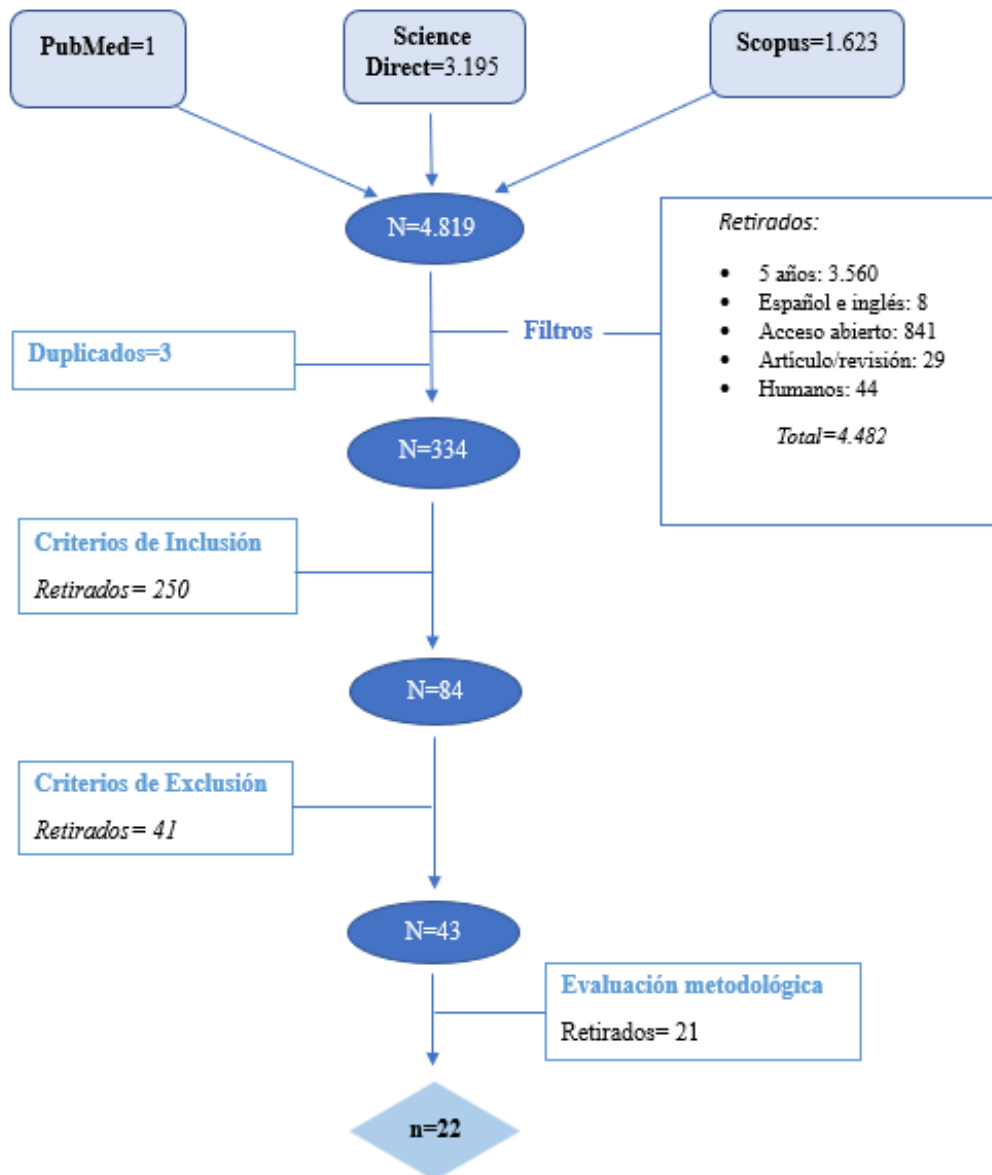 PubMed=1
Science
Direct=3.195
Scopus=1.623
N=4.819
Retirados:
• 5 años: 3.560
• Español e inglés: 8
• Acceso abierto: 841
• Artículo/revisión: 29
• Humanos: 44
Total=4.482
Filtros
Duplicados=3
N=334
Criterios de Inclusión
Retirados= 250
N=84
Criterios de Exclusión
Retirados= 41
N=43
Evaluación metodológica
Retirados= 21
n=22